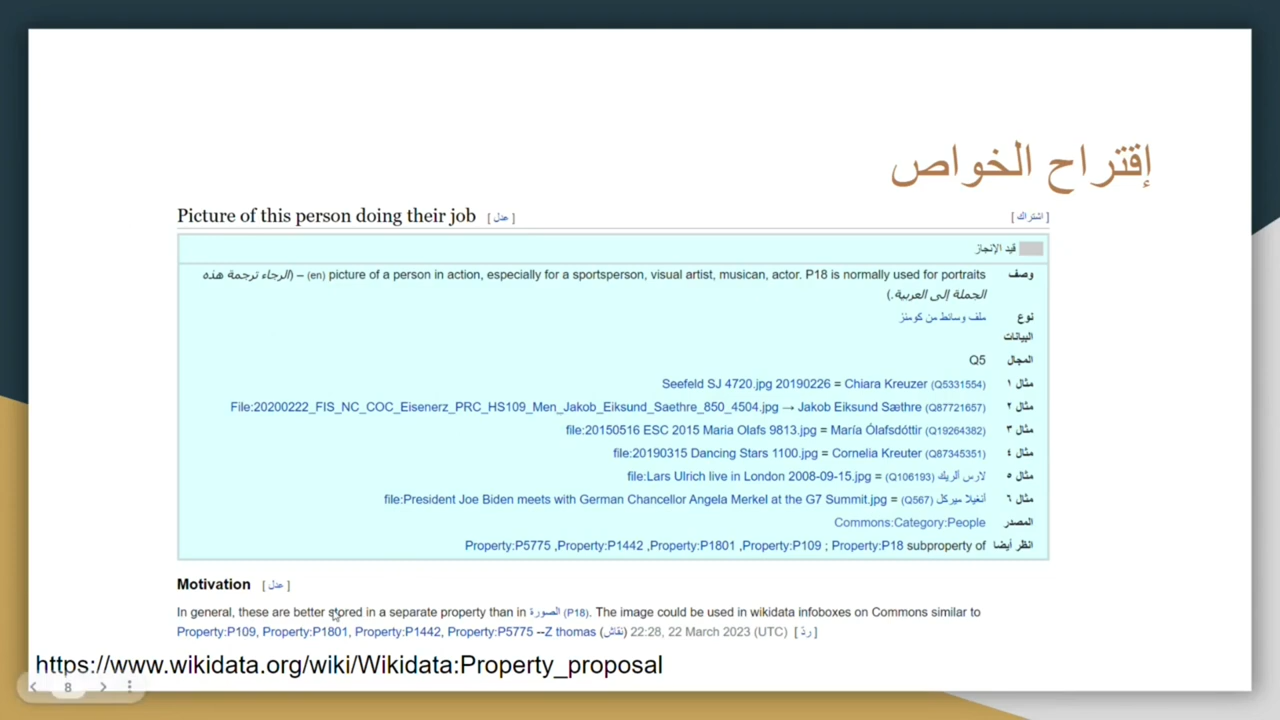 إقتراح الخواص
Picture of this person doing their job [ عدل ]
[ اشتراك ]
قيد الإنجاز
وصف picture of a person in action, especially for a sportsperson, visual artist, musican, actor. P18 is normally used for portraits (en) – (الرجاء ترجمة هذه
الجملة إلى العربية.)
نوع ملف وسائط من كومنز
البيانات
المجال Q5
مثال ١ Seefeld SJ 4720.jpg 20190226 = Chiara Kreuzer (Q5331554)
مثال ٢ File:20200222_FIS_NC_COC_Eisenerz_PRC_HS109_Men_Jakob_Eiksund_Saethre_850_4504.jpg → Jakob Eiksund Sæthre (Q87721657)
مثال ٣ file:20150516 ESC 2015 Maria Olafs 9813.jpg = María Ólafsdóttir (Q19264382)
مثال ٤ file:20190315 Dancing Stars 1100.jpg = Cornelia Kreuter (Q87345351)
مثال ٥ file:Lars Ulrich live in London 2008-09-15.jpg = (Q106193) لارس ألريك
مثال ٦ file:President Joe Biden meets with German Chancellor Angela Merkel at the G7 Summit.jpg = (Q567) أنغيلا ميركل
المصدر Commons:Category:People
انظر أيضا Property:P5775 ,Property:P1442 ,Property:P1801 ,Property:P109 ; Property:P18 subproperty of
Motivation [ عدل ]
In general, these are better stored in a separate property than in الصورة (P18). The image could be used in wikidata infoboxes on Commons similar to
Property:P109, Property:P1801, Property:P1442, Property:P5775 --Z thomas (نقاش) 22:28, 22 March 2023 (UTC) [ ردّ ]
https://www.wikidata.org/wiki/Wikidata:Property_proposal
8